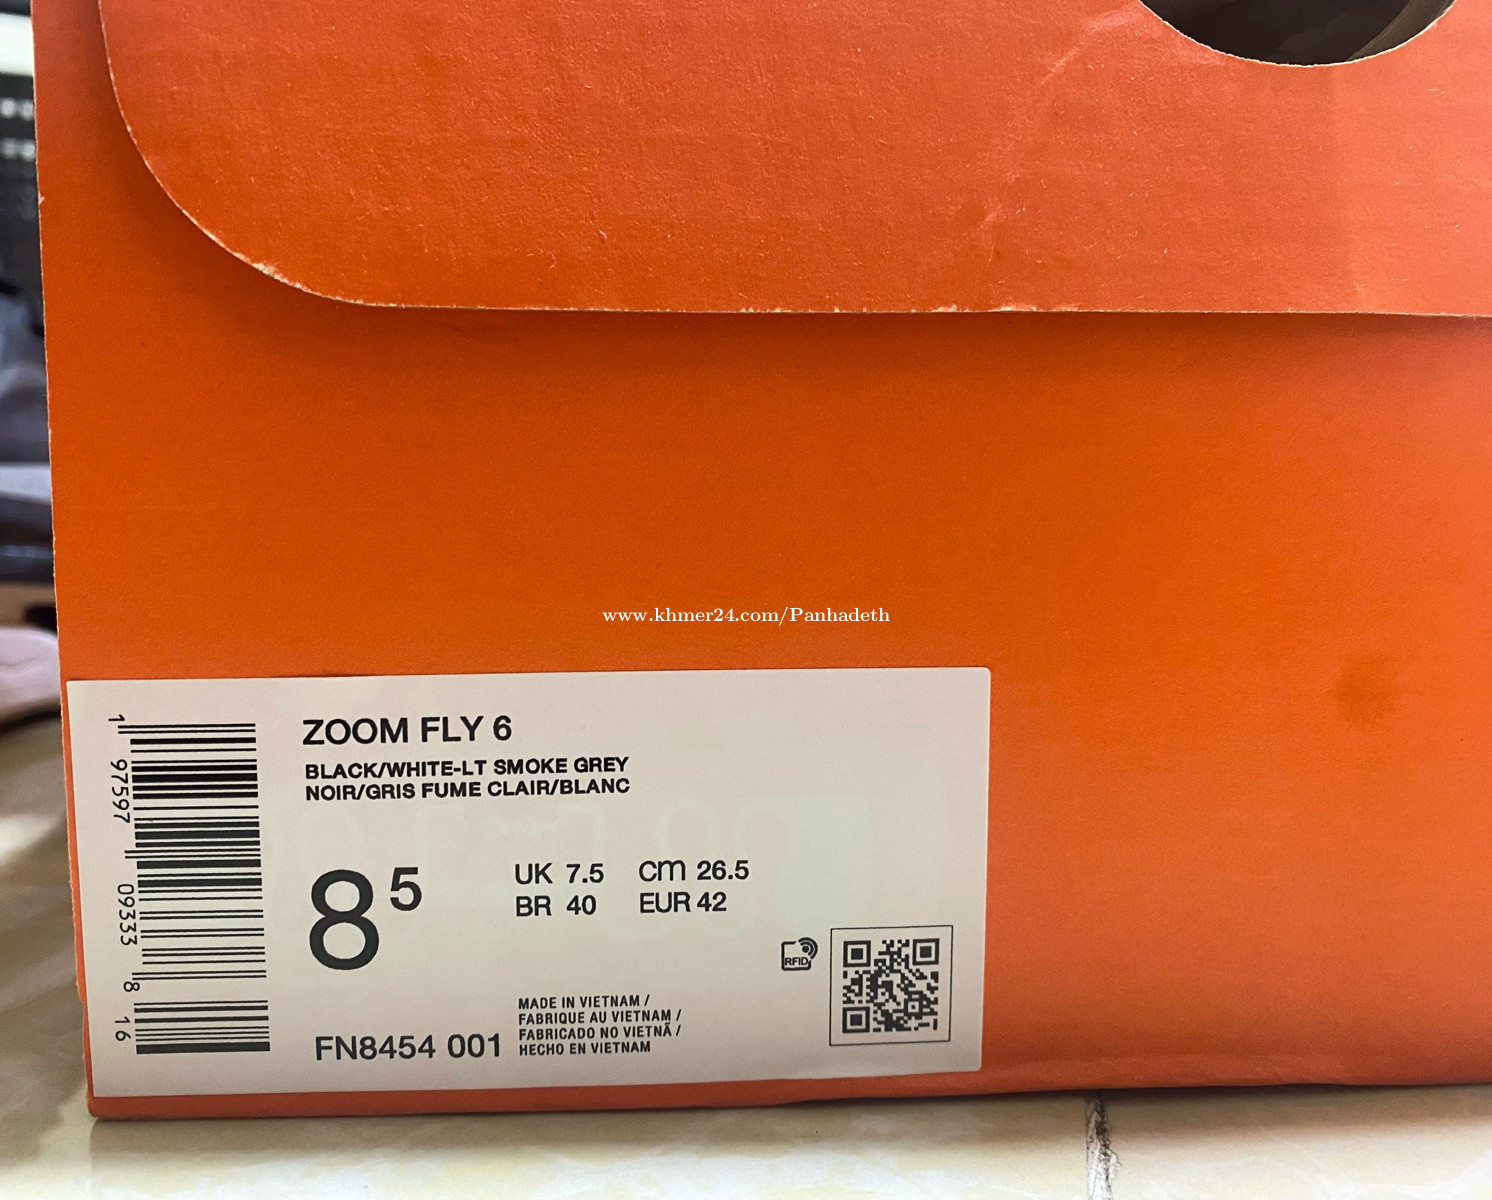 www.khmer24.com/Panhadeth
ZOOM FLY 6
BLACK/WHITE-LT SMOKE GREY
NOIR/GRIS FUME CLAIR/BLANC
8 5
UK 7.5 cm 26.5
BR 40 EUR 42
RFID
MADE IN VIETNAM /
FABRIQUE AU VIETNAM /
FABRICADO NO VIETNÃ /
HECHO EN VIETNAM
FN8454 001
1 97597 09333 8 16